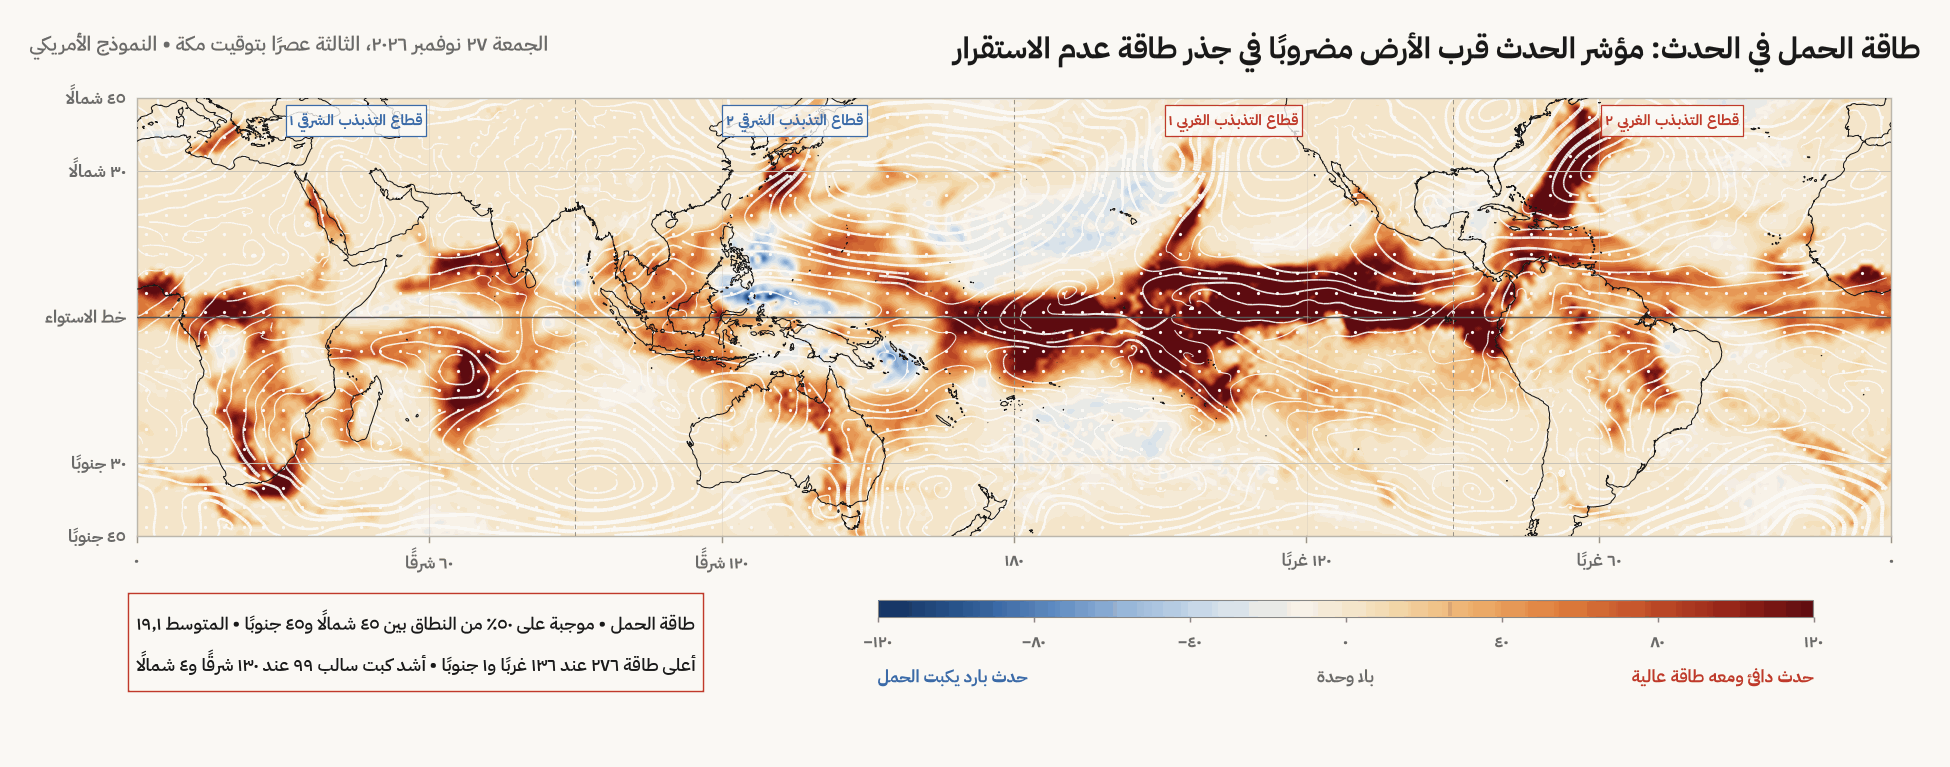 طاقة الحمل في الحدث: مؤشر الحدث قرب الأرض مضروبًا في جذر طاقة عدم الاستقرار
الجمعة ٢٧ نوفمبر ٢٠٢٦، الثالثة عصرًا بتوقيت مكة • النموذج الأمريكي
٤٥ شمالًا
٣٠ شمالًا
خط الاستواء
٣٠ جنوبًا
٤٥ جنوبًا
قطاع التذبذب الشرقي ١
قطاع التذبذب الشرقي ٢
قطاع التذبذب الغربي ١
قطاع التذبذب الغربي ٢
٠
٦٠ شرقًا
١٢٠ شرقًا
١٨٠
١٢٠ غربًا
٦٠ غربًا
٠
طاقة الحمل • موجبة على ٥٠٪ من النطاق بين ٤٥ شمالًا و٤٥ جنوبًا • المتوسط ١٩,١
أعلى طاقة ٢٧٦ عند ١٣٦ غربًا و١ جنوبًا • أشد كبت سالب ٩٩ عند ١٣٠ شرقًا و٤ شمالًا
−١٢٠
−٨٠
−٤٠
٠
٤٠
٨٠
١٢٠
حدث بارد يكبت الحمل
بلا وحدة
حدث دافئ ومعه طاقة عالية